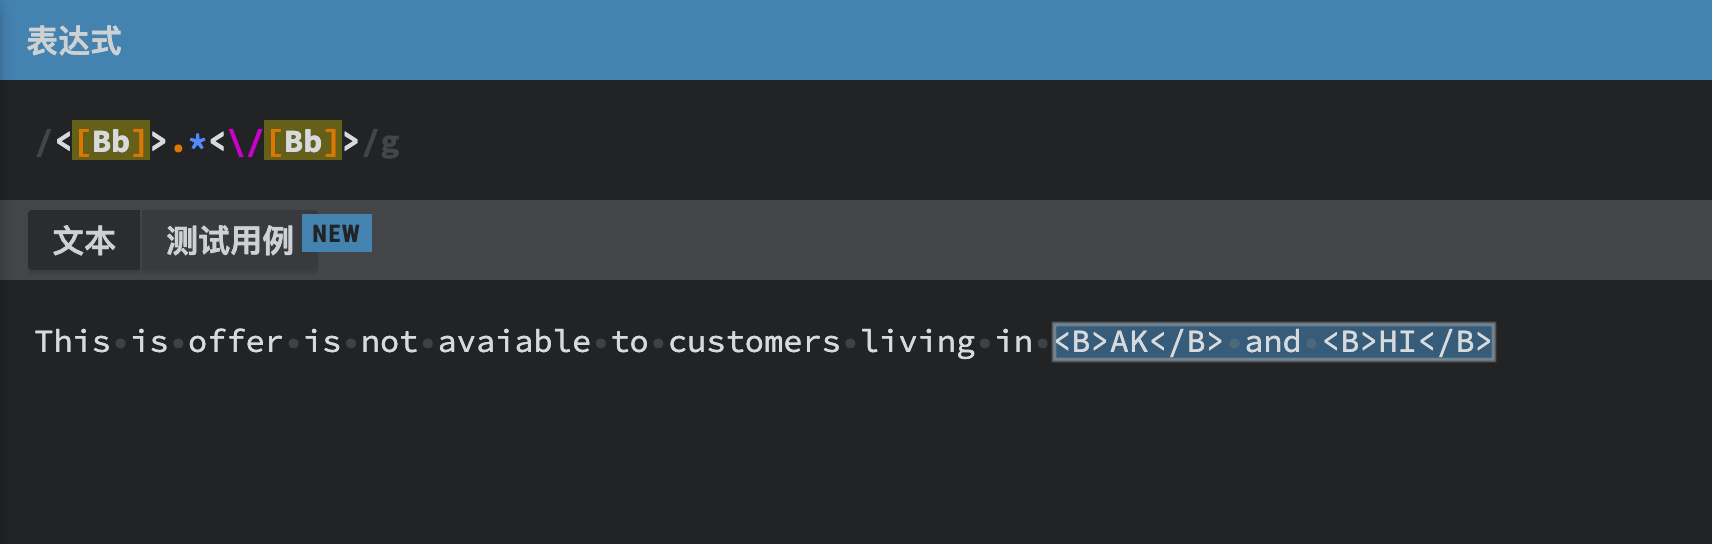 表达式
/<[Bb]>.*<\/[Bb]>/g
文本 测试用例 NEW
This is offer is not avaiable to customers living in <B>AK</B> and <B>HI</B>